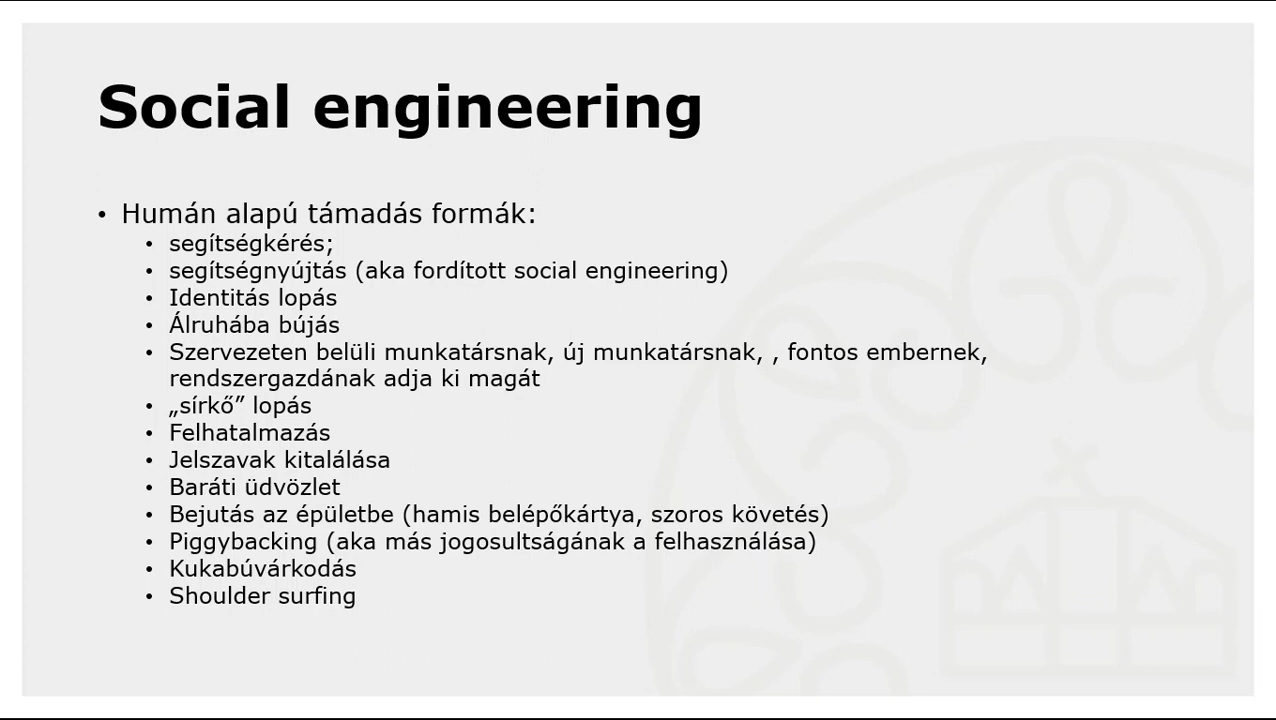 Social engineering
• Humán alapú támadás formák:
• segítségkérés;
• segítségnyújtás (aka fordított social engineering)
• Identitás lopás
• Álruhába bújás
• Szervezeten belüli munkatársnak, új munkatársnak, , fontos embernek,
rendszergazdának adja ki magát
• „sírkő” lopás
• Felhatalmazás
• Jelszavak kitalálása
• Baráti üdvözlet
• Bejutás az épületbe (hamis belépőkártya, szoros követés)
• Piggybacking (aka más jogosultságának a felhasználása)
• Kukabúvárkodás
• Shoulder surfing